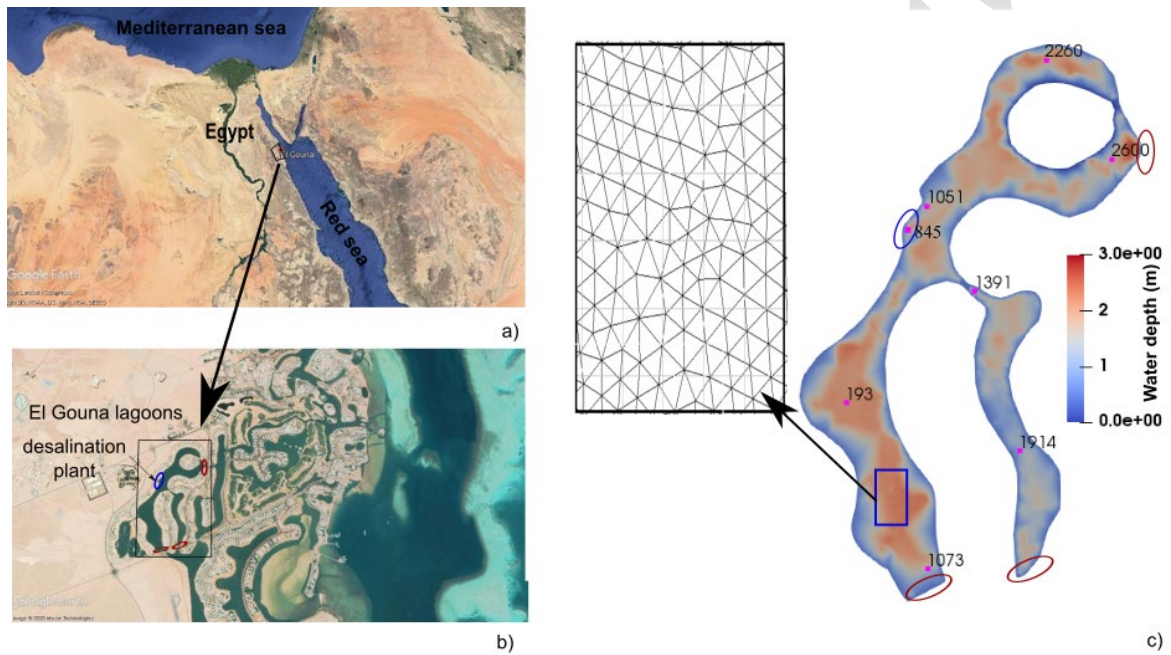 Mediterranean sea
Egypt
El Gouna
Red sea
Google Earth
a)
El Gouna lagoons
desalination
plant
Google Earth
b)
2260
2600
1051
845
1391
193
1914
1073
3.0e+00
2
1
0.0e+00
Water depth (m)
c)